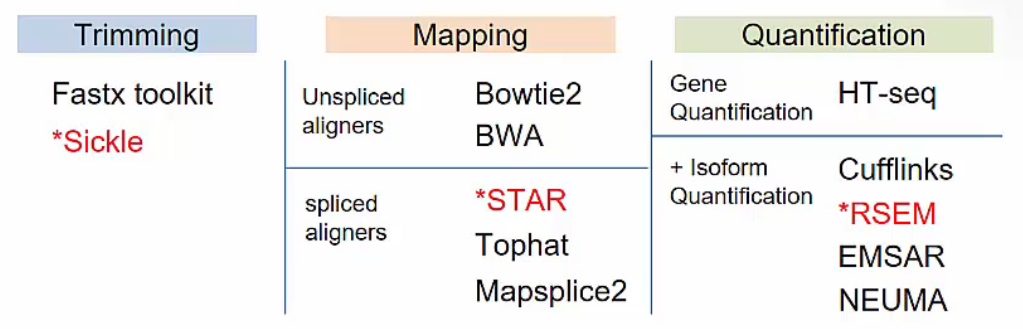 Trimming
Fastx toolkit
*Sickle
Mapping
Unspliced
aligners
Bowtie2
BWA
spliced
aligners
*STAR
Tophat
Mapsplice2
Quantification
Gene
Quantification
HT-seq
+ Isoform
Quantification
Cufflinks
*RSEM
EMSAR
NEUMA